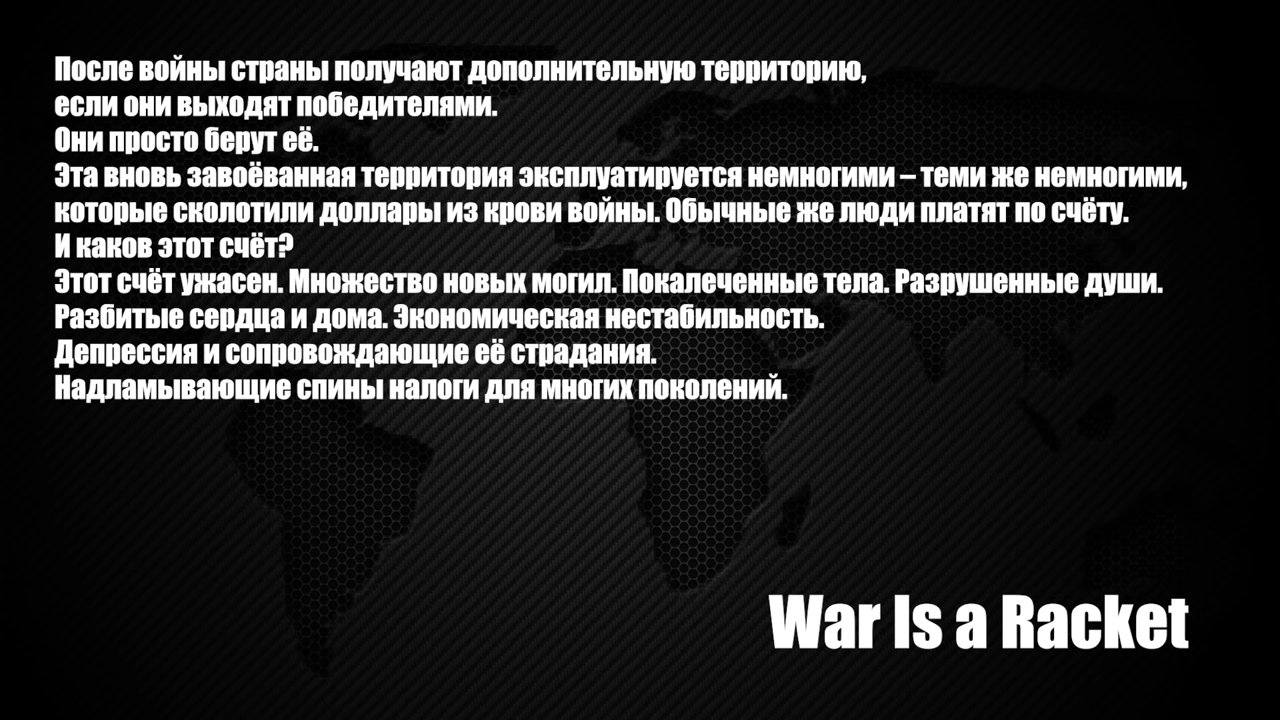 После войны страны получают дополнительную территорию,
если они выходят победителями.
Они просто берут её.
Эта вновь завоёванная территория эксплуатируется немногими – теми же немногими,
которые сколотили доллары из крови войны. Обычные же люди платят по счёту.
И каков этот счёт?
Этот счёт ужасен. Множество новых могил. Покалеченные тела. Разрушенные души.
Разбитые сердца и дома. Экономическая нестабильность.
Депрессия и сопровождающие её страдания.
Надламывающие спины налоги для многих поколений.
War Is a Racket